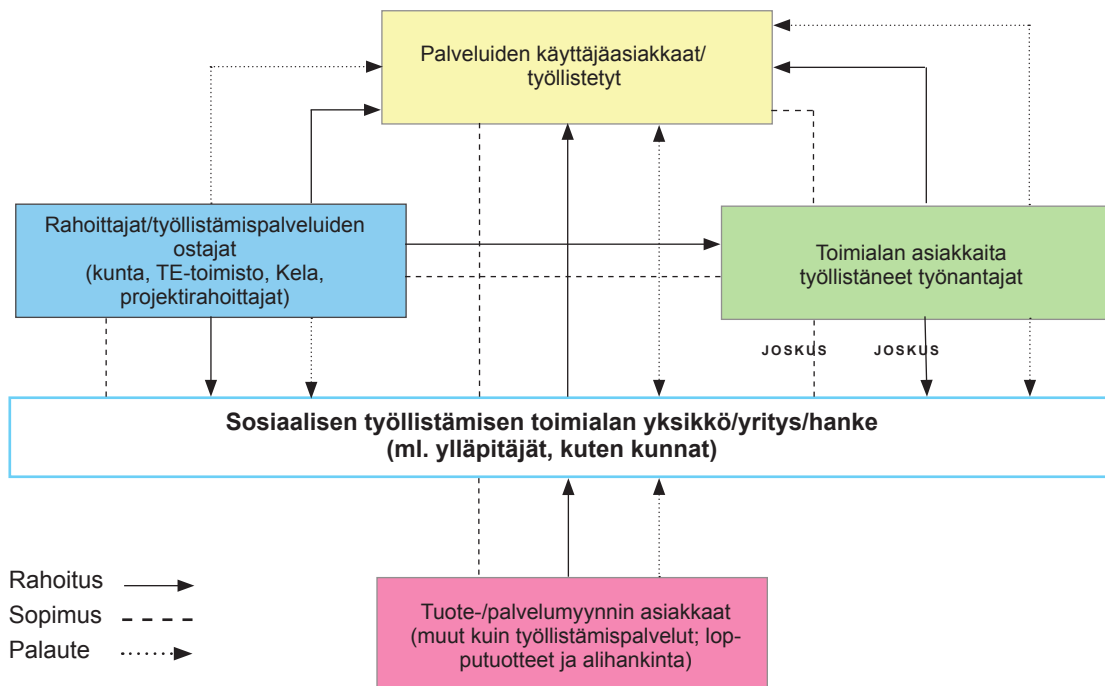 Palveluiden käyttäjäasiakkaat/
työllistetyt
Rahoittajat/työllistämispalveluiden
ostajat
(kunta, TE-toimisto, Kela,
projektirahoittajat)
Toimialan asiakkaita
työllistäneet työnantajat
JOSKUS
JOSKUS
Sosiaalisen työllistämisen toimialan yksikkö/yritys/hanke
(ml. ylläpitäjät, kuten kunnat)
Rahoitus
Sopimus
Palaute
Tuote-/palvelumyynnin asiakkaat
(muut kuin työllistämispalvelut; lop-
putuotteet ja alihankinta)